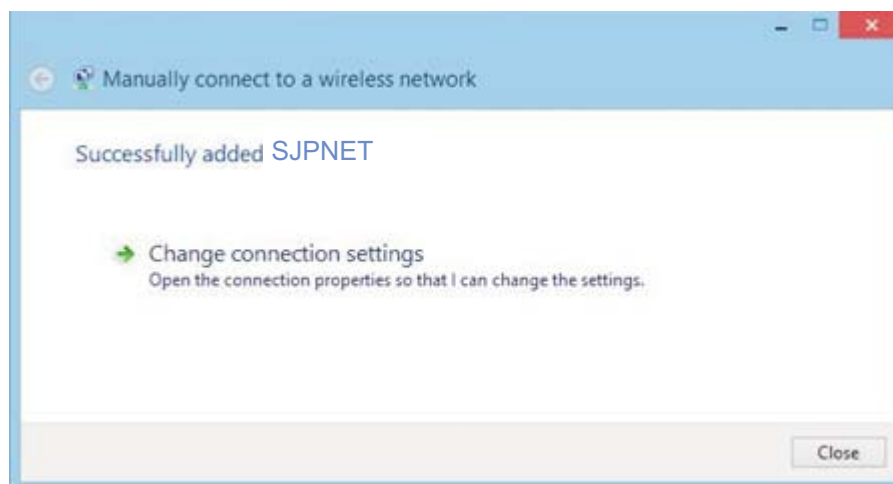 Manually connect to a wireless network
Successfully added SJPNET
Change connection settings
Open the connection properties so that I can change the settings.
Close